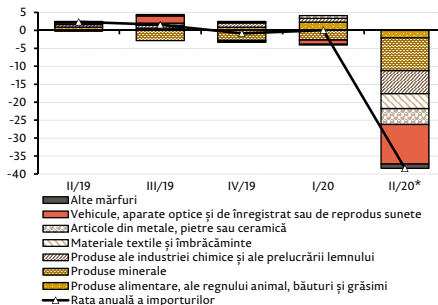 5
0
-5
-10
-15
-20
-25
-30
-35
-40
II/19 III/19 IV/19 I/20 II/20*
Alte mărfuri
Vehicule, aparate optice și de înregistrat sau de reprodus sunete
Articole din metale, pietre sau ceramică
Materiale textile și îmbrăcăminte
Produse ale industriei chimice și ale prelucrării lemnului
Produse minerale
Produse alimentare, ale regnului animal, băuturi și grăsimi
Rata anuală a importurilor